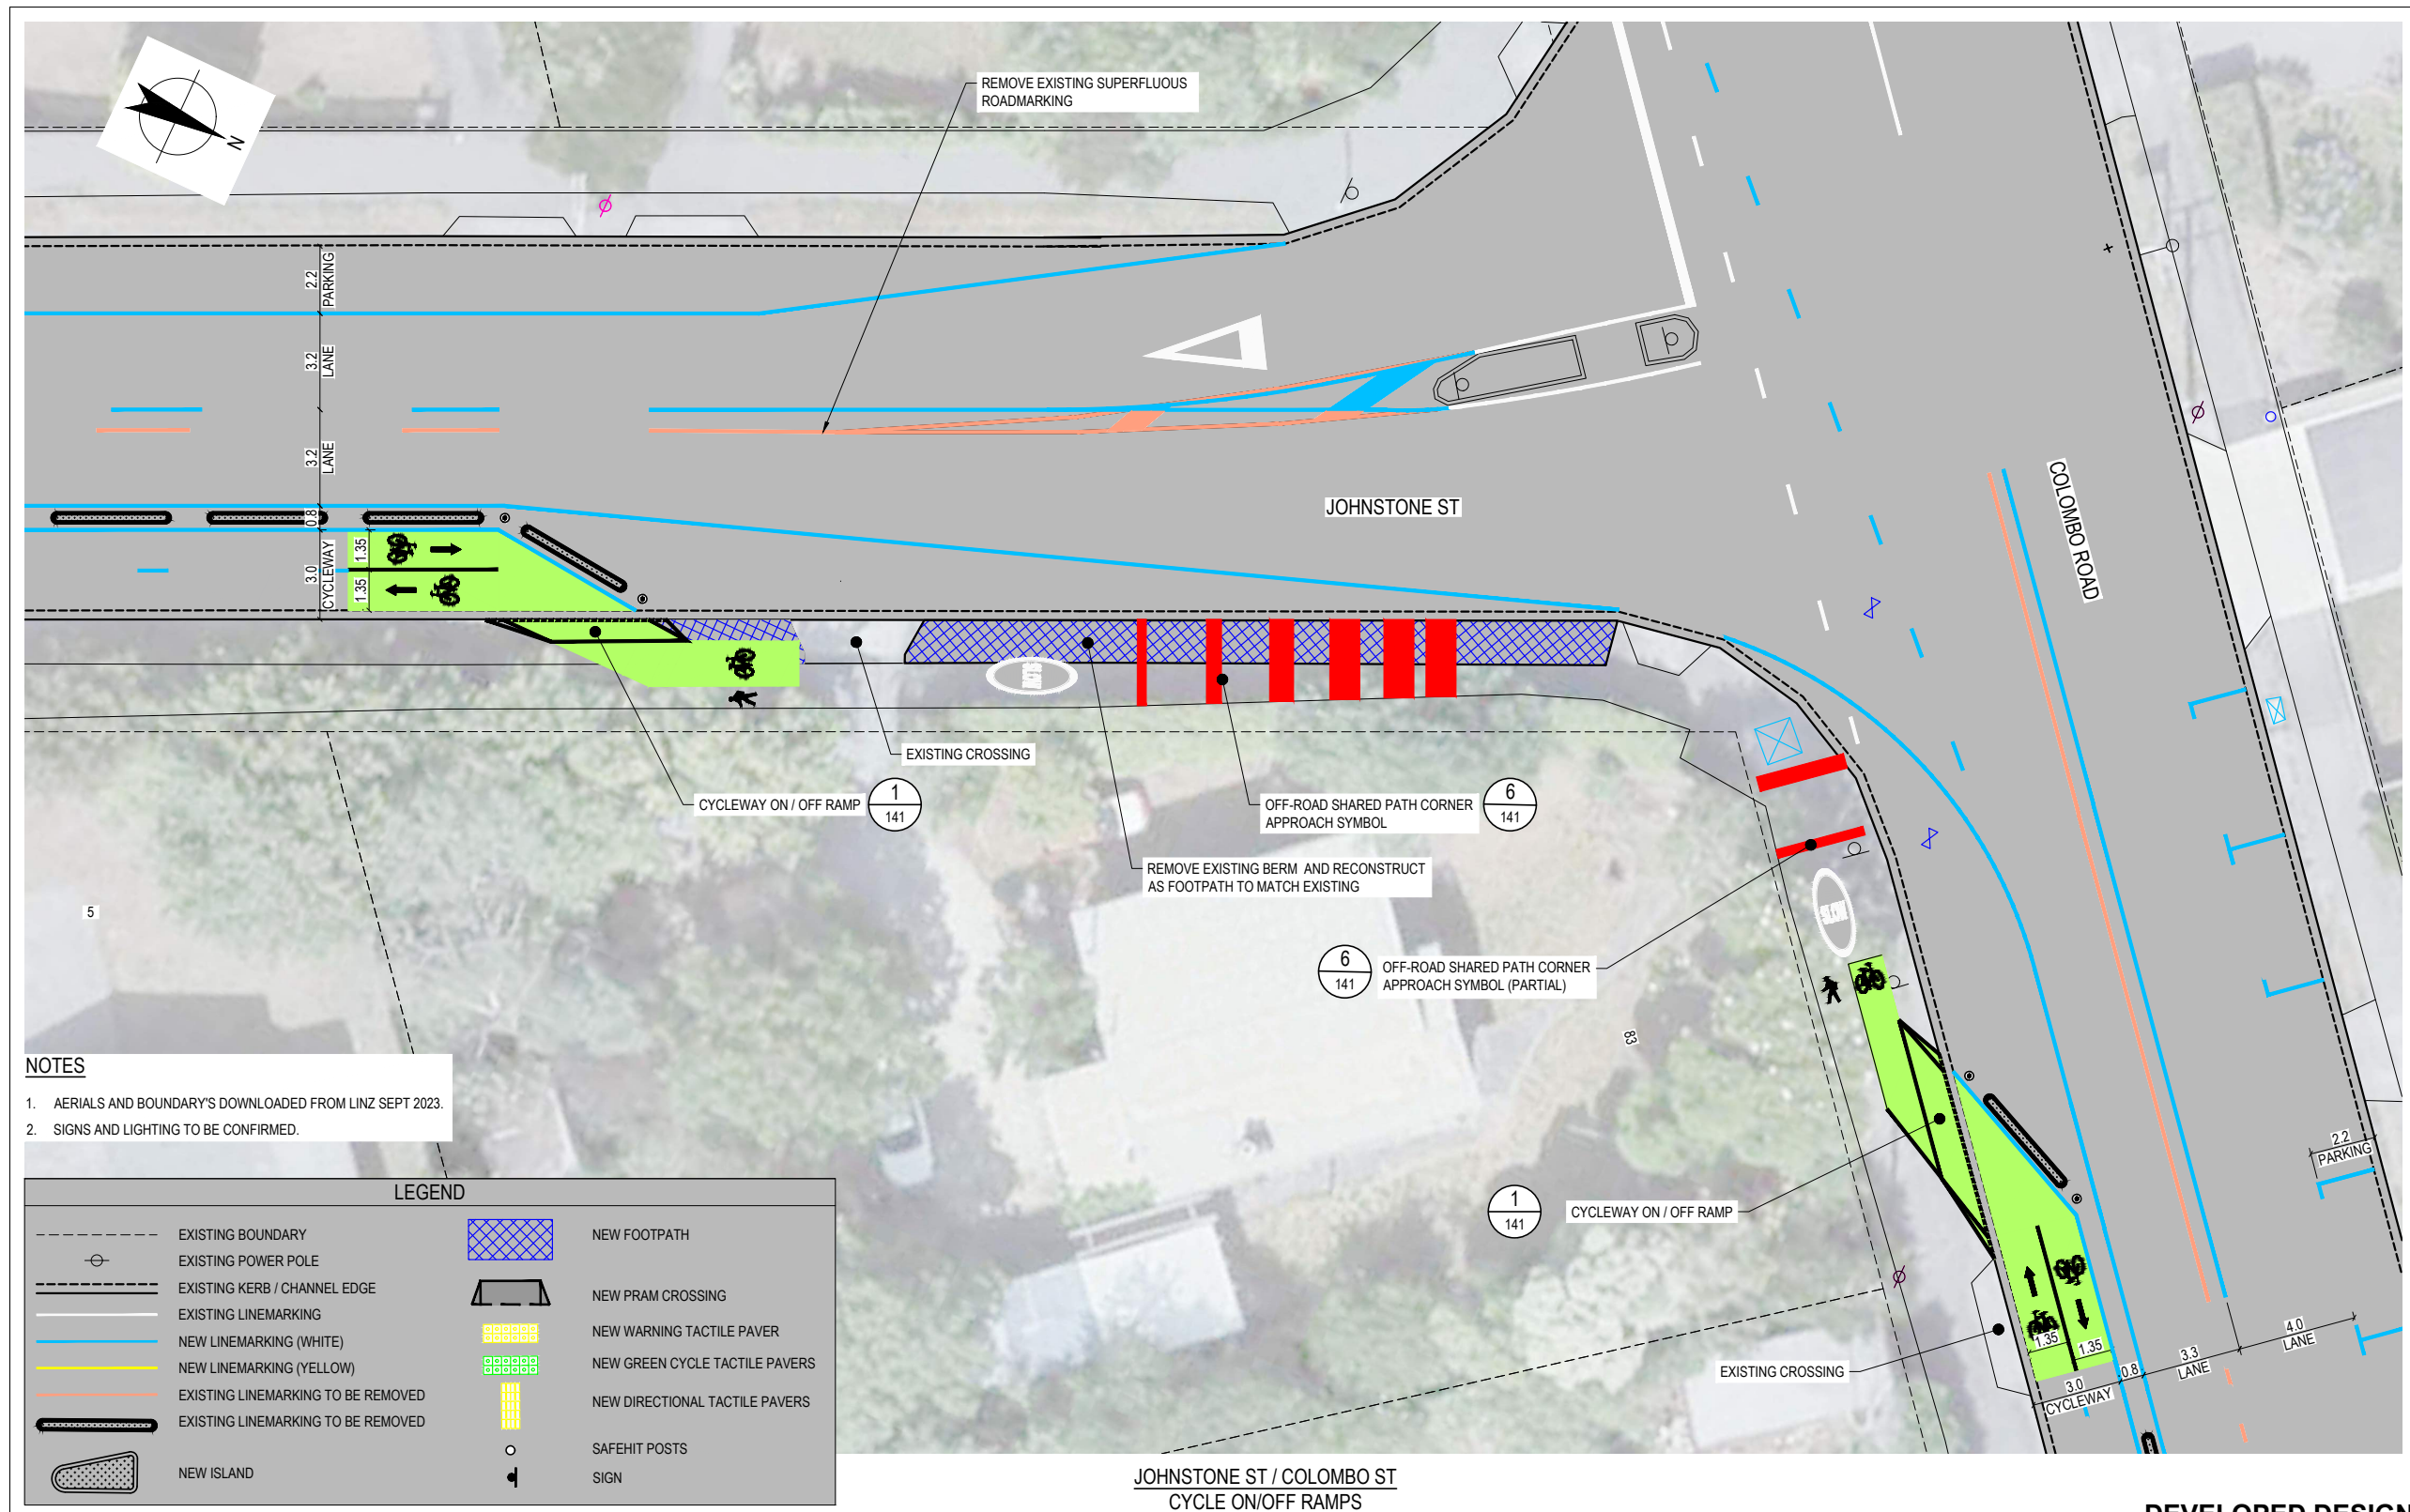 REMOVE EXISTING SUPERFLUOUS
ROADMARKING
N
2.2
PARKING
3.2
LANE
3.2
LANE
0.8
3.0
CYCLEWAY
1.35
1.35
JOHNSTONE ST
COLOMBO ROAD
SLOW
EXISTING CROSSING
CYCLEWAY ON / OFF RAMP
1
141
OFF-ROAD SHARED PATH CORNER
APPROACH SYMBOL
6
141
REMOVE EXISTING BERM AND RECONSTRUCT
AS FOOTPATH TO MATCH EXISTING
5
6
141
OFF-ROAD SHARED PATH CORNER
APPROACH SYMBOL (PARTIAL)
SLOW
83
1
141
CYCLEWAY ON / OFF RAMP
EXISTING CROSSING
2.2
PARKING
1.35
1.35
3.0
CYCLEWAY
0.8
3.3
LANE
4.0
LANE
NOTES
1. AERIALS AND BOUNDARY'S DOWNLOADED FROM LINZ SEPT 2023.
2. SIGNS AND LIGHTING TO BE CONFIRMED.
LEGEND
EXISTING BOUNDARY
EXISTING POWER POLE
EXISTING KERB / CHANNEL EDGE
EXISTING LINEMARKING
NEW LINEMARKING (WHITE)
NEW LINEMARKING (YELLOW)
EXISTING LINEMARKING TO BE REMOVED
EXISTING LINEMARKING TO BE REMOVED
NEW ISLAND
NEW FOOTPATH
NEW PRAM CROSSING
NEW WARNING TACTILE PAVER
NEW GREEN CYCLE TACTILE PAVERS
NEW DIRECTIONAL TACTILE PAVERS
SAFEHIT POSTS
SIGN
JOHNSTONE ST / COLOMBO ST
CYCLE ON/OFF RAMPS
DEVELOPED DESIGN